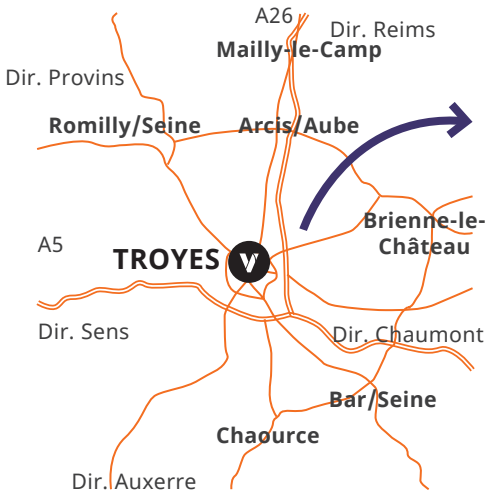 A26
Dir. Reims
Mailly-le-Camp
Dir. Provins
Romilly/Seine
Arcis/Aube
Brienne-le-
Château
A5
TROYES
Dir. Sens
Dir. Chaumont
Bar/Seine
Chaource
Dir. Auxerre